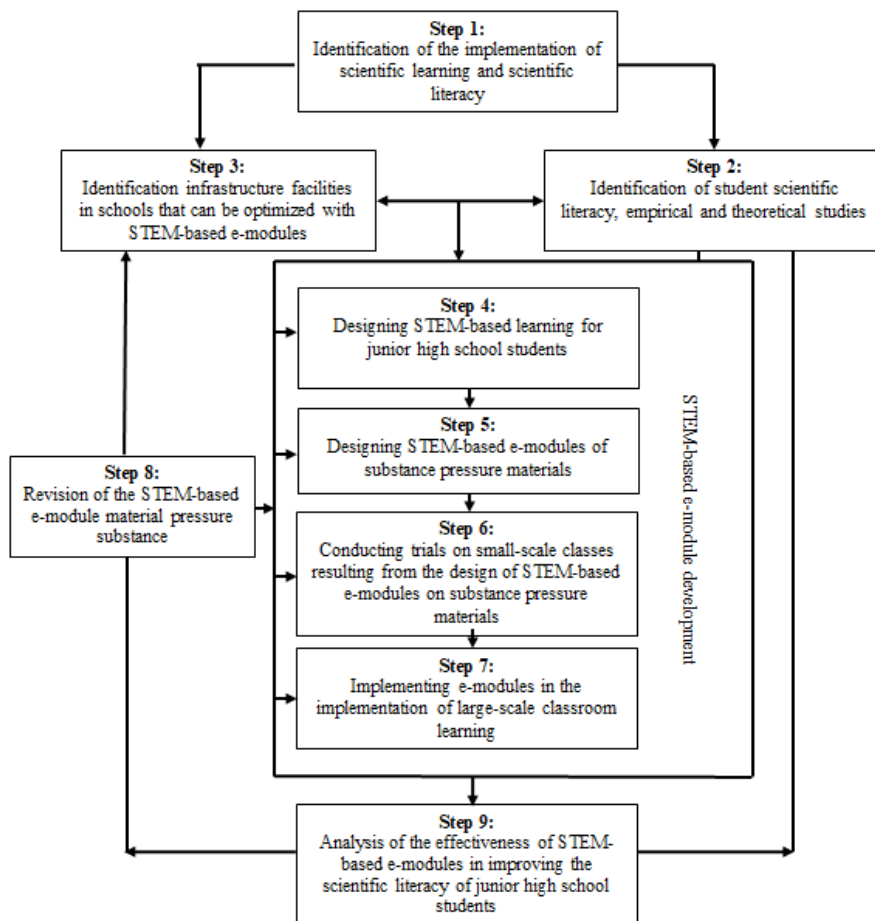 Step 1:
Identification of the implementation of
scientific learning and scientific
literacy
Step 3:
Identification infrastructure facilities
in schools that can be optimized with
STEM-based e-modules
Step 2:
Identification of student scientific
literacy, empirical and theoretical studies
Step 4:
Designing STEM-based learning for
junior high school students
Step 5:
Designing STEM-based e-modules of
substance pressure materials
Step 8:
Revision of the STEM-based
e-module material pressure
substance
Step 6:
Conducting trials on small-scale classes
resulting from the design of STEM-based
e-modules on substance pressure
materials
Step 7:
Implementing e-modules in the
implementation of large-scale classroom
learning
STEM-based e-module development
Step 9:
Analysis of the effectiveness of STEM-
based e-modules in improving the
scientific literacy of junior high school
students